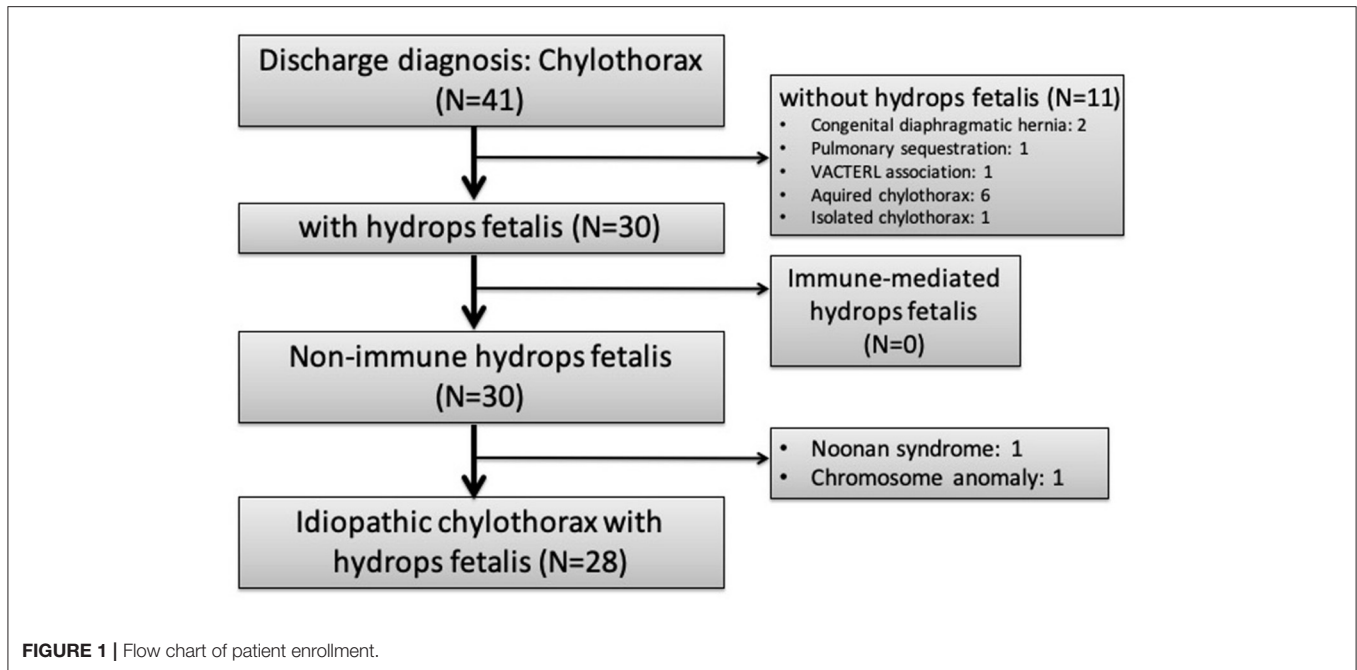 Discharge diagnosis: Chylothorax
(N=41)
without hydrops fetalis (N=11)
• Congenital diaphragmatic hernia: 2
• Pulmonary sequestration: 1
• VACTERL association: 1
• Aquired chylothorax: 6
• Isolated chylothorax: 1
with hydrops fetalis (N=30)
Immune-mediated
hydrops fetalis
(N=0)
Non-immune hydrops fetalis
(N=30)
• Noonan syndrome: 1
• Chromosome anomaly: 1
Idiopathic chylothorax with
hydrops fetalis (N=28)
FIGURE 1 | Flow chart of patient enrollment.